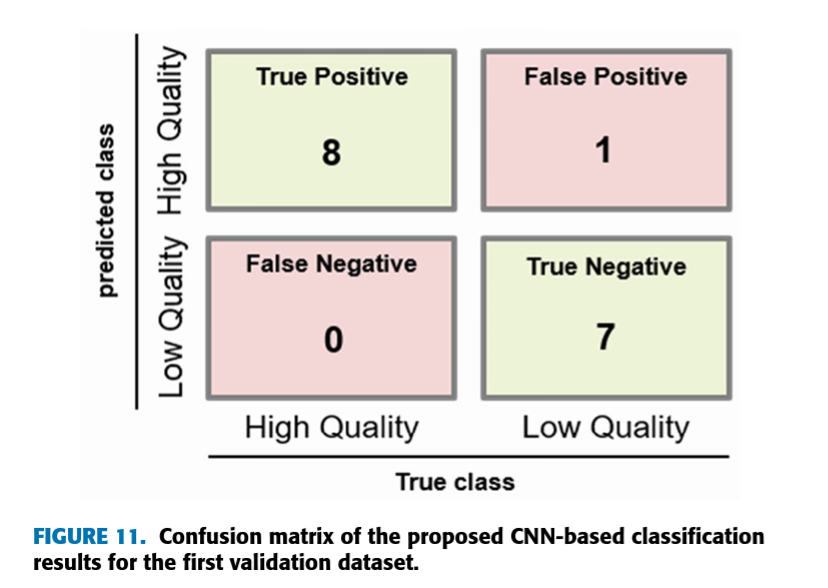 predicted class
High Quality
Low Quality
True Positive
8
False Positive
1
False Negative
0
True Negative
7
High Quality
Low Quality
True class
FIGURE 11. Confusion matrix of the proposed CNN-based classification
results for the first validation dataset.